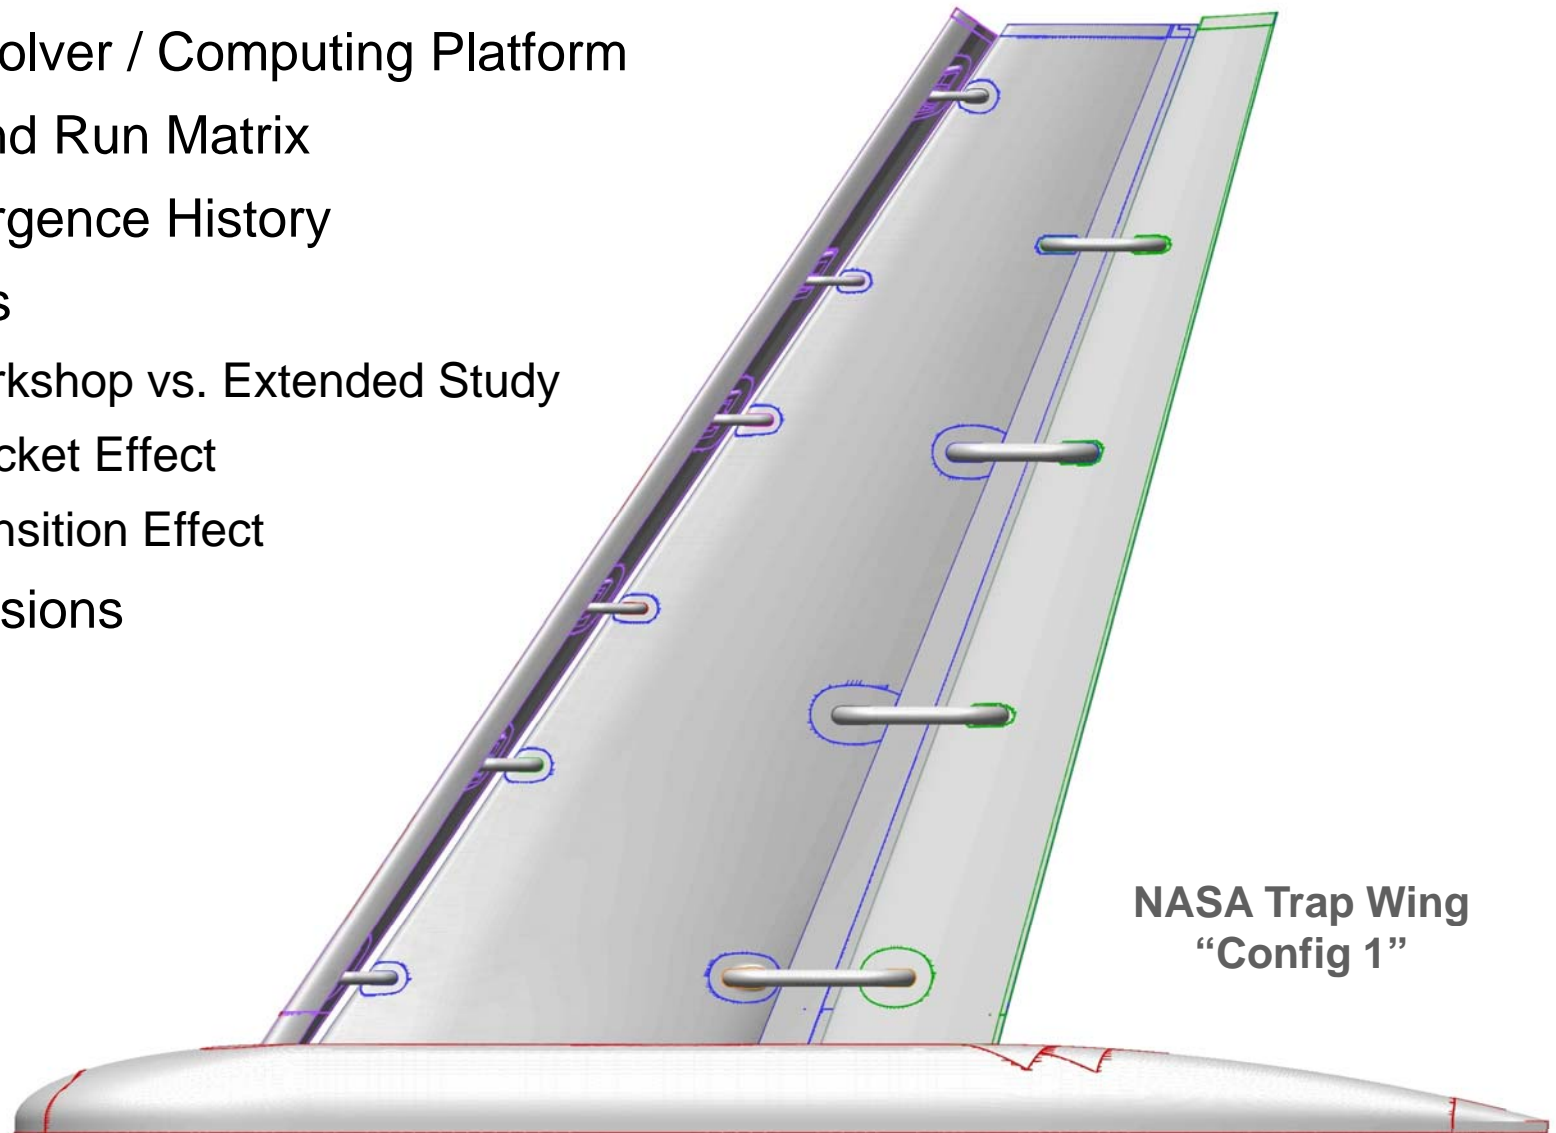 olver / Computing Platform
nd Run Matrix
rgence History
s
rkshop vs. Extended Study
cket Effect
nsition Effect
sions
NASA Trap Wing
“Config 1”